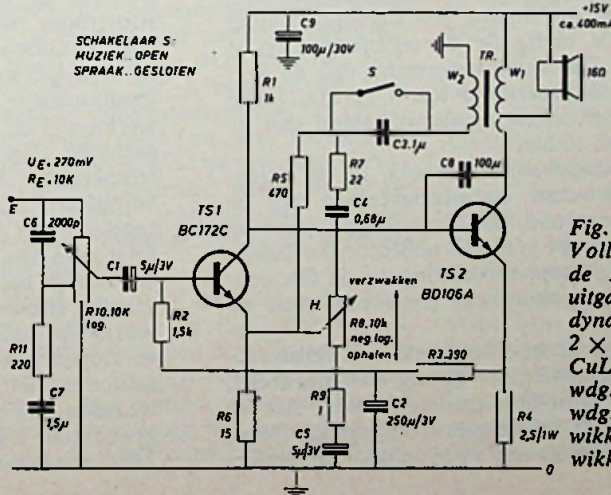 +15V
ca. 400mA
C9
100µ/30V
SCHAKELAAR S:
MUZIEK..OPEN
SPRAAK..GESLOTEN
R1
1k
S
W2
TR.
W1
16Ω
C3.1µ
R5
470
R7
22
C4
0,68µ
C8
100µ
UE=270mV
RE=10K
E
C6
2000p
TS1
BC172C
C1
5µ/3V
R10.10K
log.
R2
1,5k
H.
verzwakken
R8.10k
neg.log.
ophalen
TS2
BD106A
R11
220
C7
1,5µ
R3.390
R6
15
R9
1
C5
5µ/3V
C2
250µ/3V
R4
2,5/1W
0
Fig.
Voll
de
uitga
dyna
2 ×
CuL
wdg.
wdg.
wikk
wikk